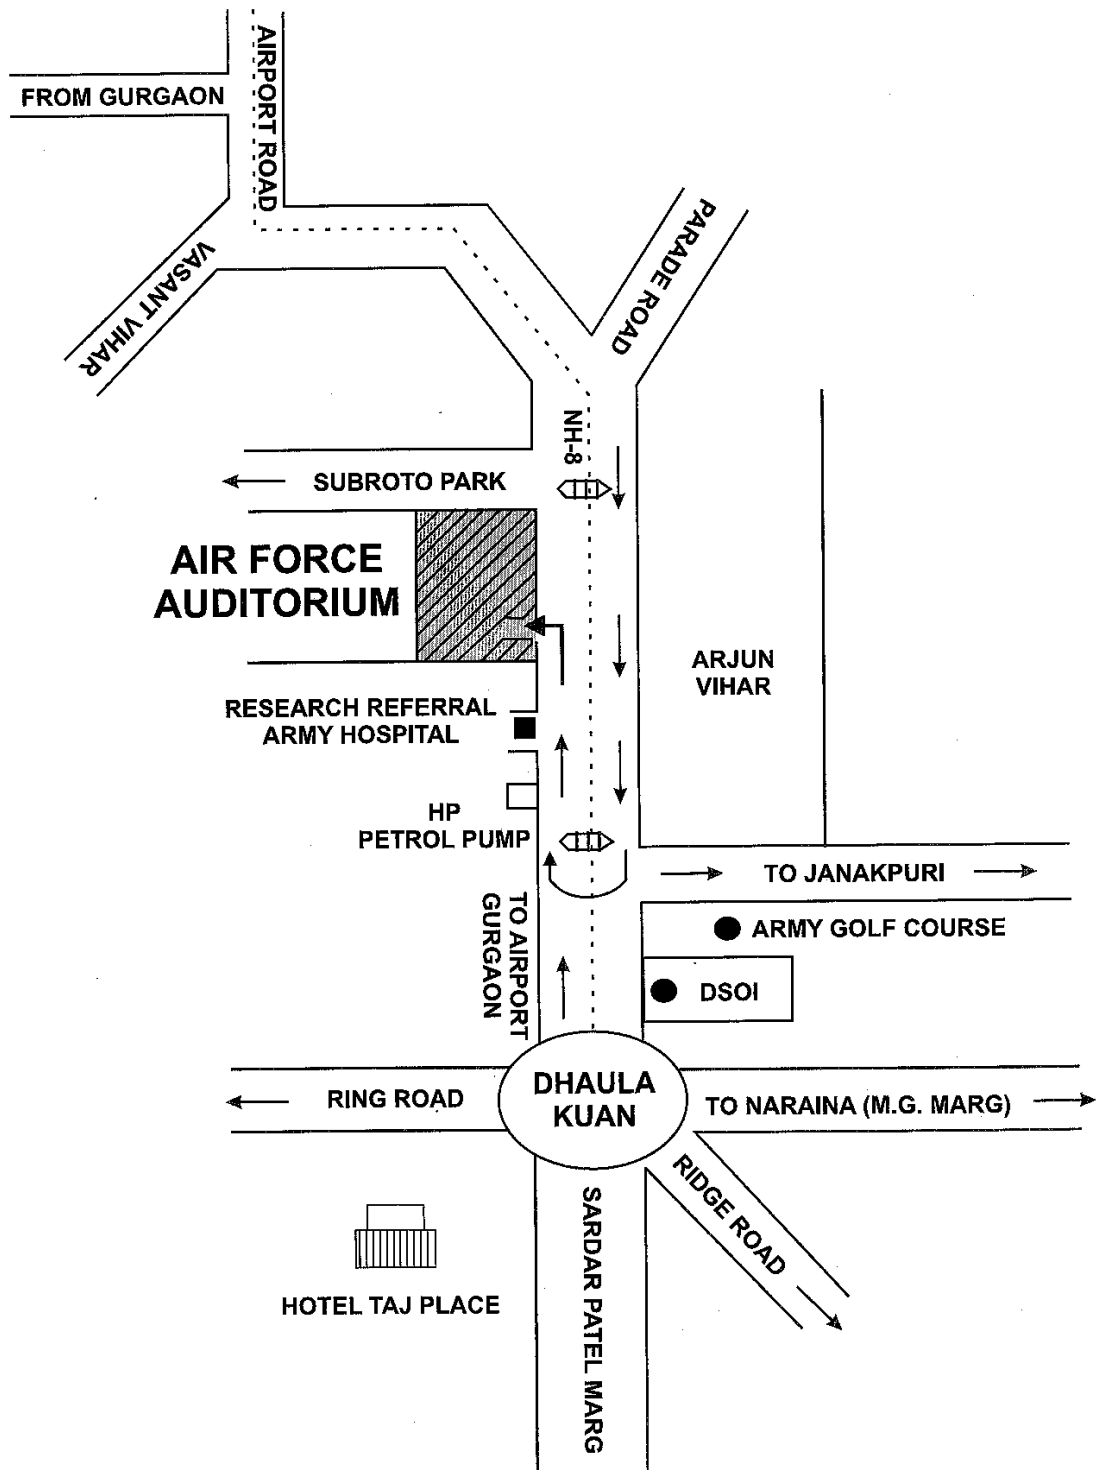 AIRPORT ROAD
FROM GURGAON
PARADE ROAD
VASANT VIHAR
NH-8
SUBROTO PARK
AIR FORCE
AUDITORIUM
ARJUN
VIHAR
RESEARCH REFERRAL
ARMY HOSPITAL
HP
PETROL PUMP
TO JANAKPURI
TO AIRPORT
GURGAON
ARMY GOLF COURSE
DSOI
DHAULA
KUAN
RING ROAD
TO NARAINA (M.G. MARG)
RIDGE ROAD
SARDAR PATEL MARG
HOTEL TAJ PLACE